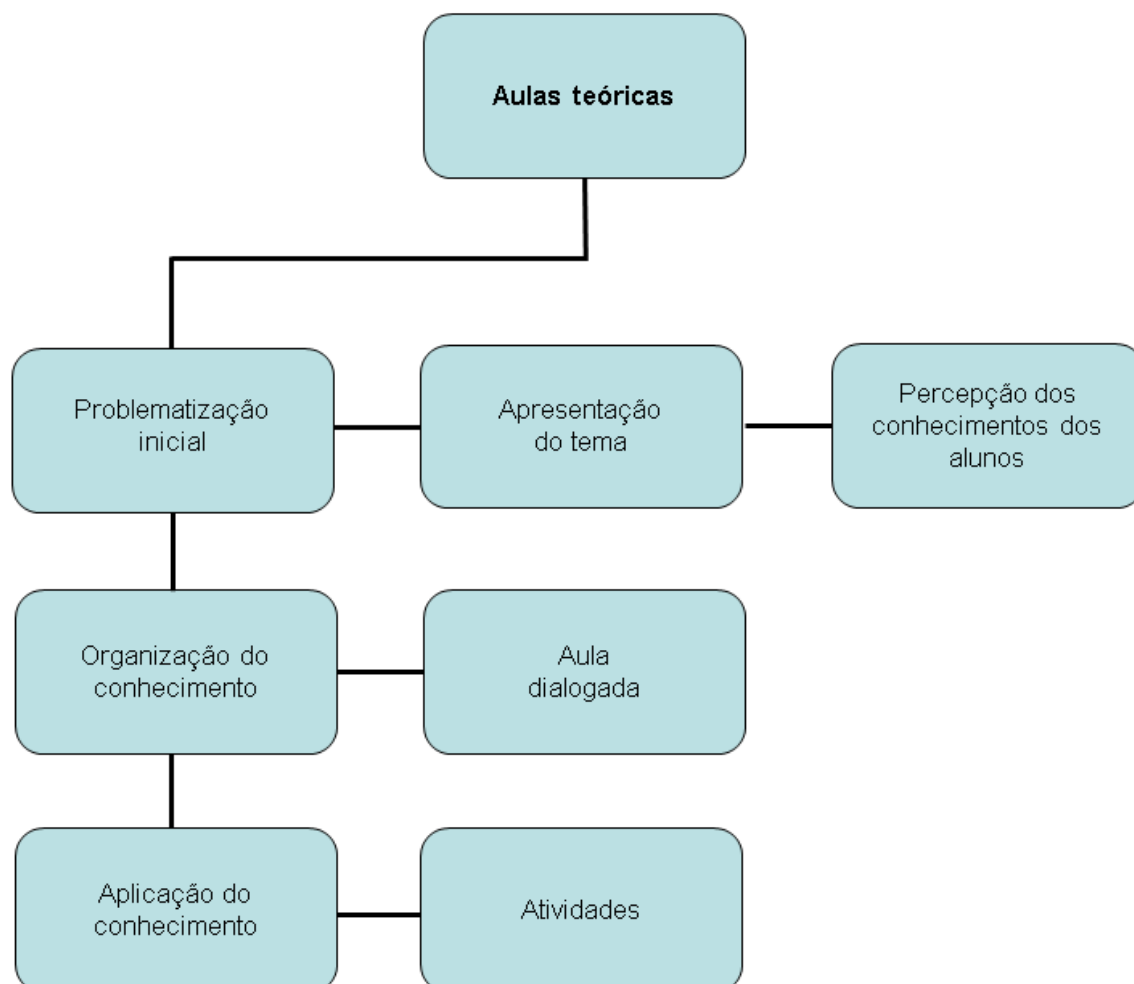 Aulas teóricas
Problematização
inicial
Apresentação
do tema
Percepção dos
conhecimentos dos
alunos
Organização do
conhecimento
Aula
dialogada
Aplicação do
conhecimento
Atividades